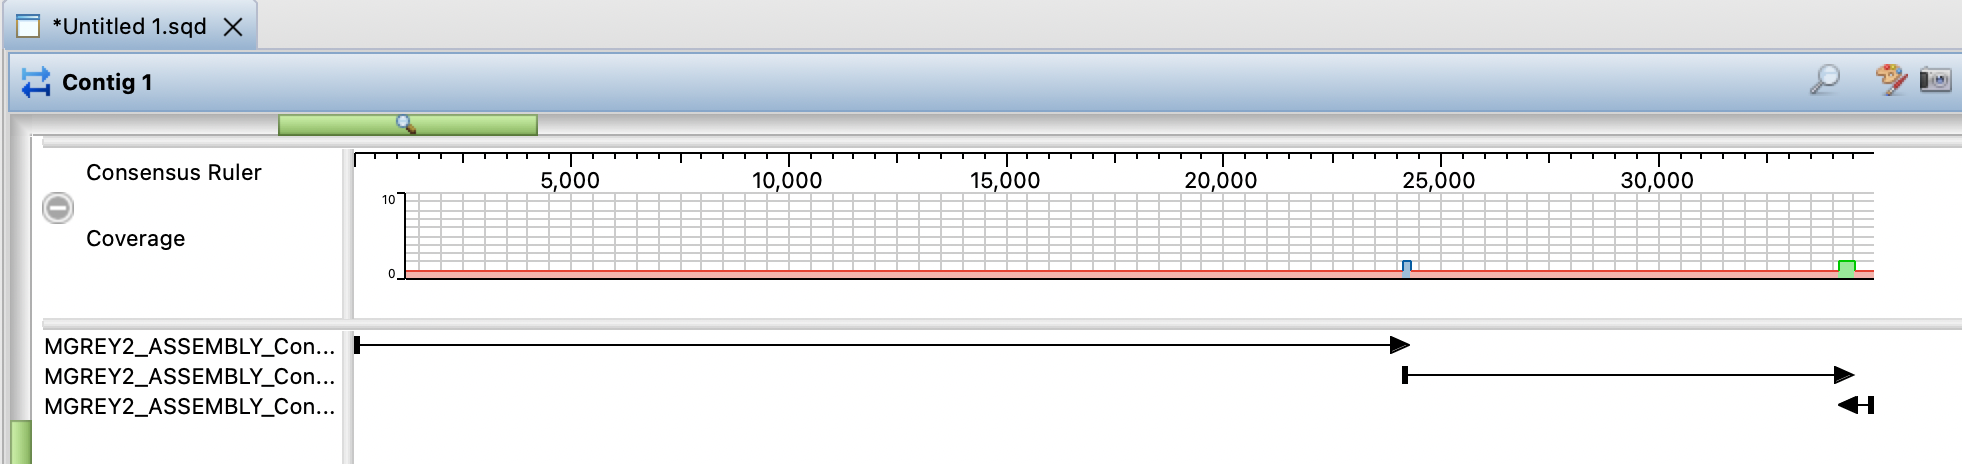 *Untitled 1.sqd
Contig 1
Consensus Ruler
5,000 10,000 15,000 20,000 25,000 30,000
10
0
Coverage
MGREY2_ASSEMBLY_Con...
MGREY2_ASSEMBLY_Con...
MGREY2_ASSEMBLY_Con...